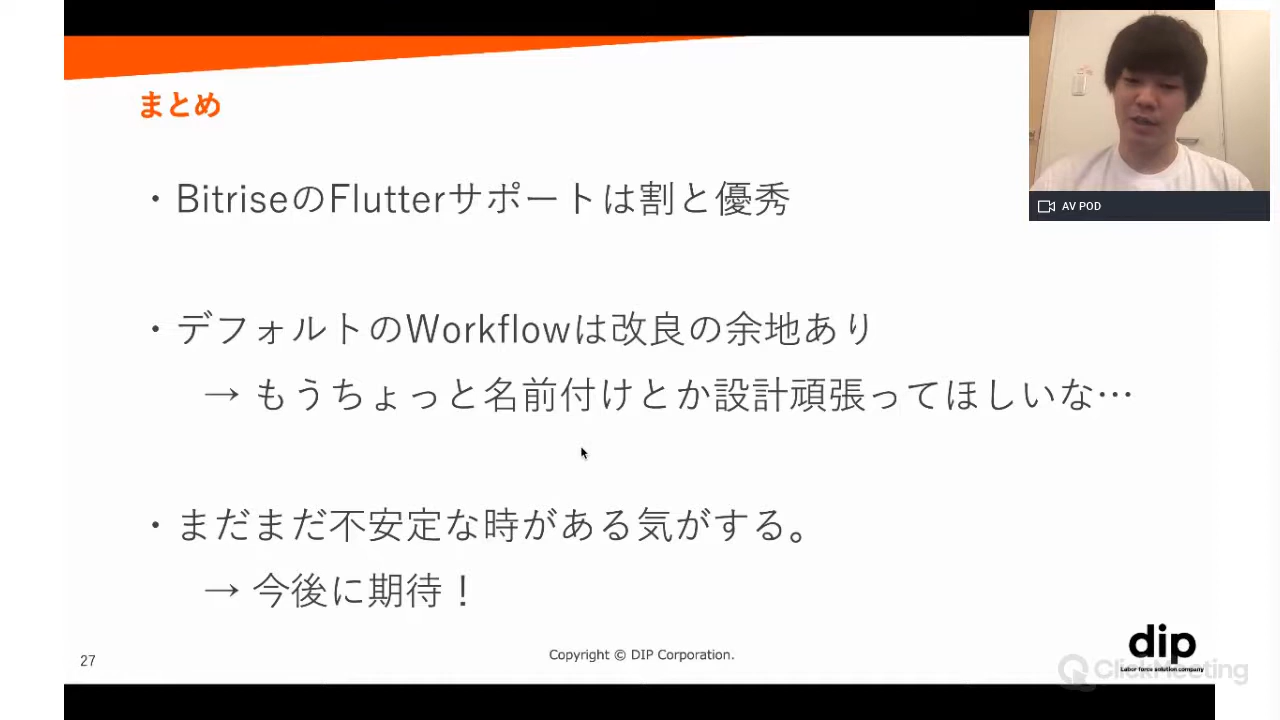 まとめ
・BitriseのFlutterサポートは割と優秀
・デフォルトのWorkflowは改良の余地あり
→ もうちょっと名前付けとか設計頑張ってほしいな…
・まだまだ不安定な時がある気がする。
→ 今後に期待！
27
Copyright © DIP Corporation.
dip
Labor force solution company
ClickMeeting
AV POD